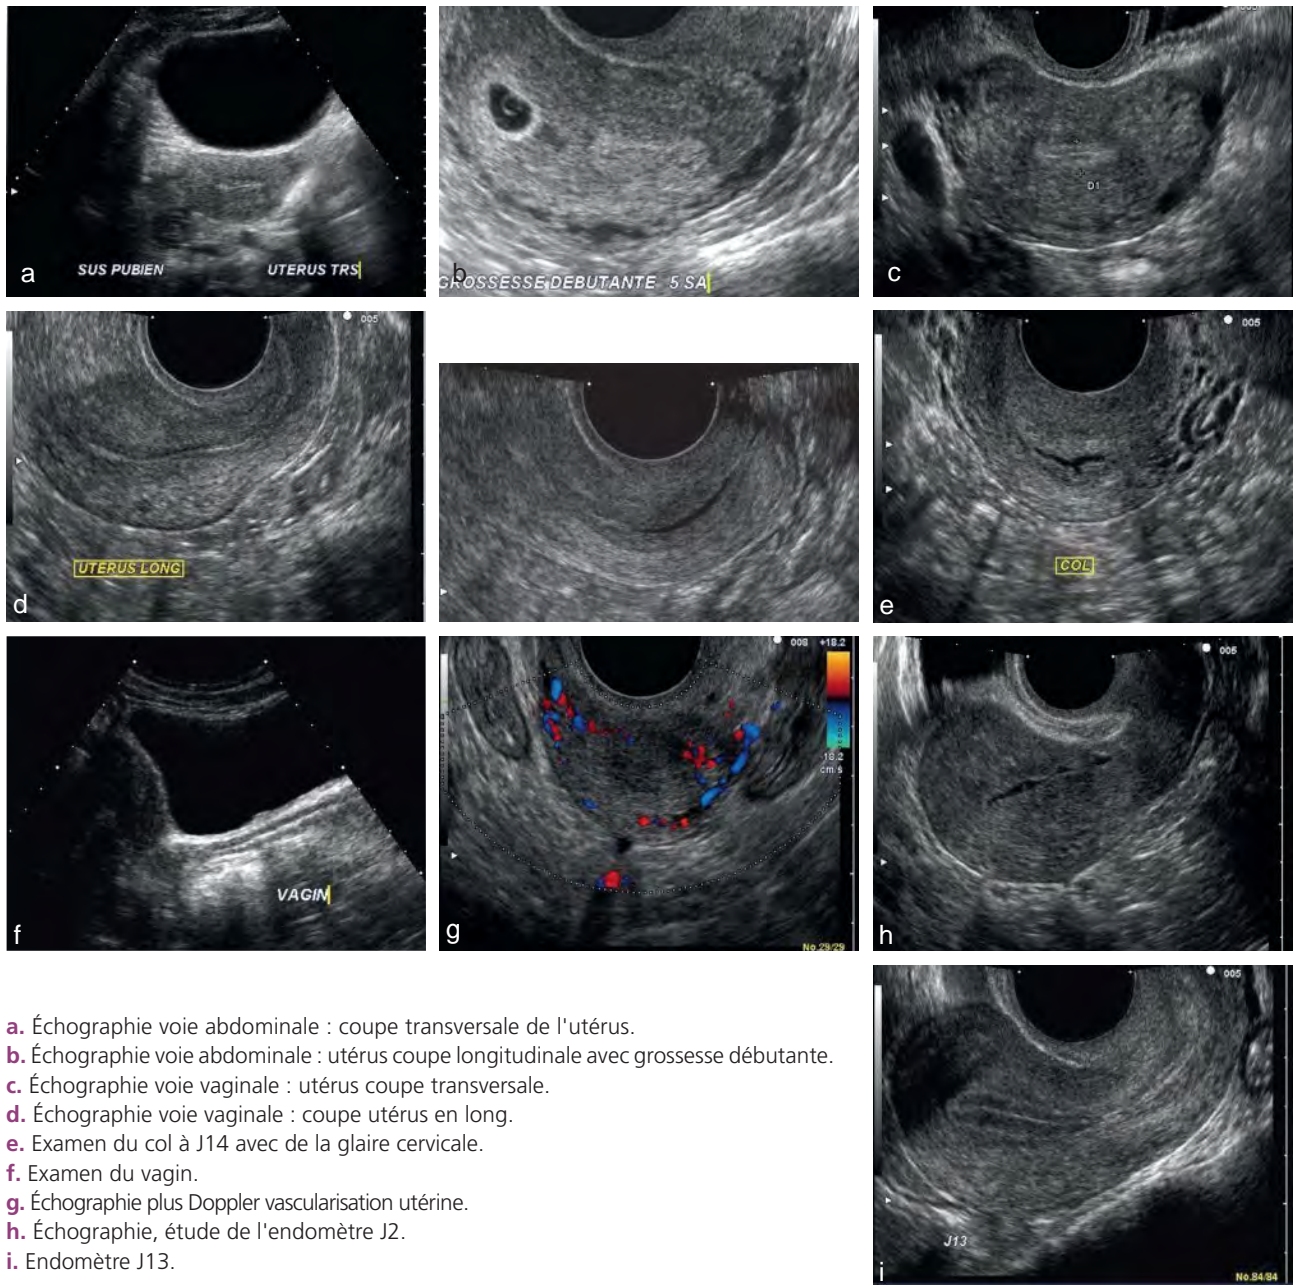 SUS PUBIEN
UTERUS TRS
a
GROSSESSE DEBUTANTE 5 SA
b
D1
c
005
UTERUS LONG
d
005
COL
e
VAGIN
f
008 +18.2
18.2
cm/s
No.29/29
g
005
h
005
J13
No.84/84
i
a. Échographie voie abdominale : coupe transversale de l'utérus.
b. Échographie voie abdominale : utérus coupe longitudinale avec grossesse débutante.
c. Échographie voie vaginale : utérus coupe transversale.
d. Échographie voie vaginale : coupe utérus en long.
e. Examen du col à J14 avec de la glaire cervicale.
f. Examen du vagin.
g. Échographie plus Doppler vascularisation utérine.
h. Échographie, étude de l'endomètre J2.
i. Endomètre J13.